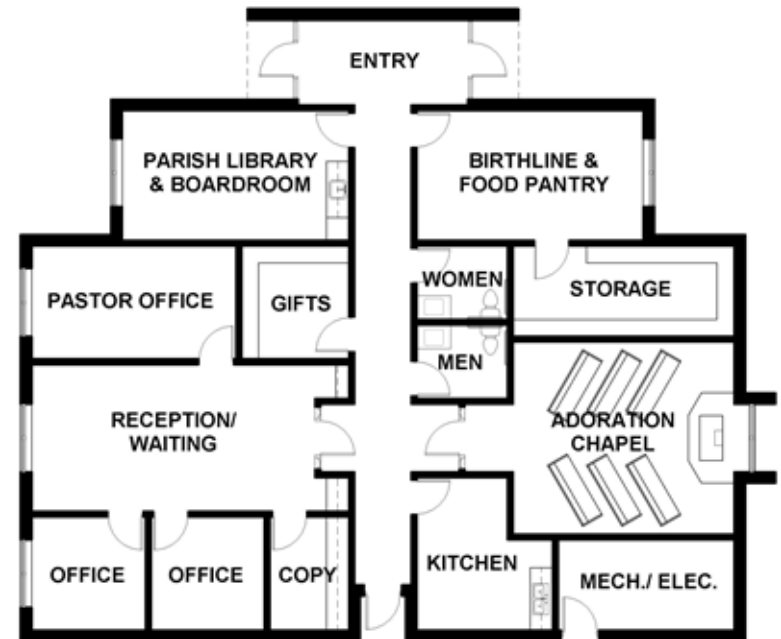 ENTRY
PARISH LIBRARY
& BOARDROOM
BIRTHLINE &
FOOD PANTRY
PASTOR OFFICE
GIFTS
WOMEN
STORAGE
MEN
RECEPTION/
WAITING
ADORATION
CHAPEL
OFFICE
OFFICE
COPY
KITCHEN
MECH./ ELEC.